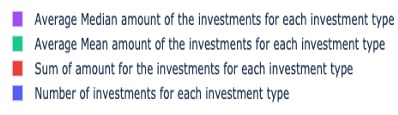 Average Median amount of the investments for each investment type
Average Mean amount of the investments for each investment type
Sum of amount for the investments for each investment type
Number of investments for each investment type